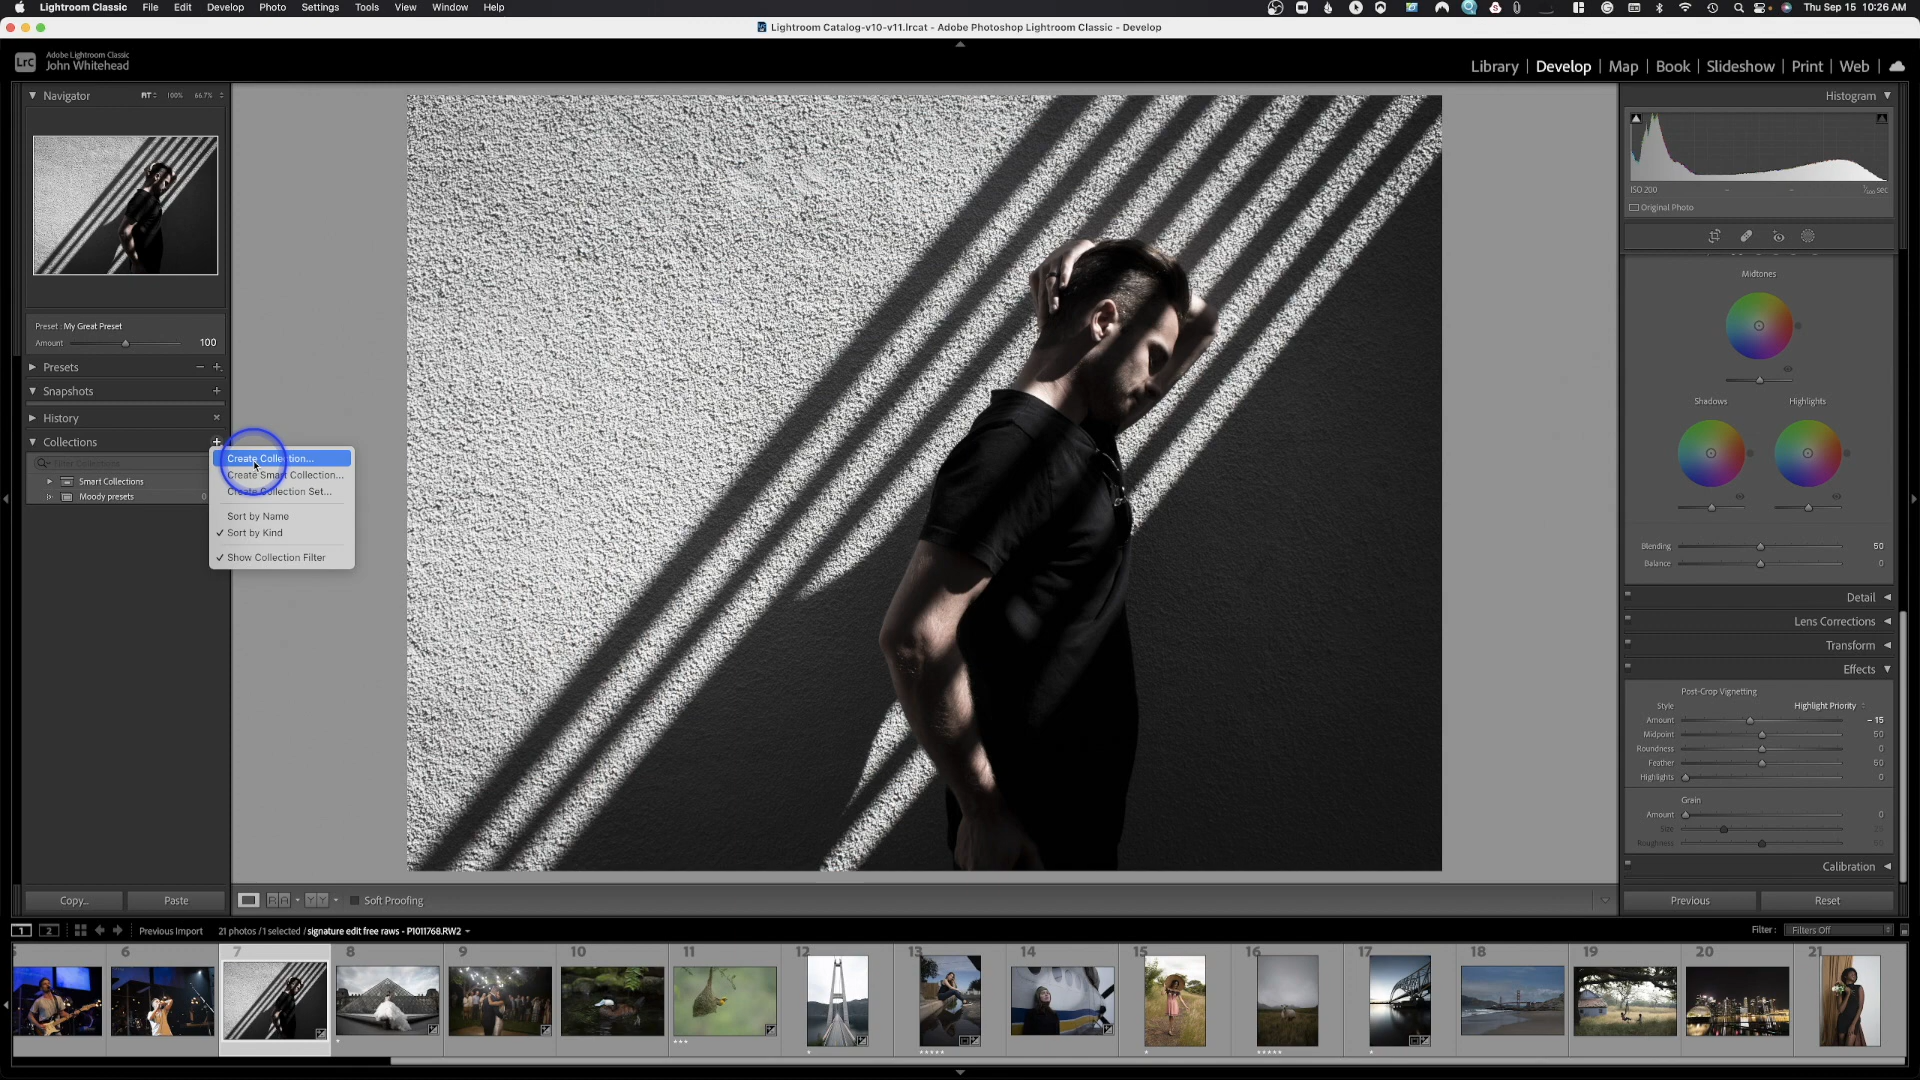 Lightroom Classic File Edit Develop Photo Settings Tools View Window Help Thu Sep 15 10:26 AM
Lightroom Catalog-v10-v11.lrcat - Adobe Photoshop Lightroom Classic - Develop
LrC
Adobe Lightroom Classic
John Whitehead
Library | Develop | Map | Book | Slideshow | Print | Web |
Navigator FIT 100% 66.7%
Preset : My Great Preset
Amount 100
Presets
Snapshots
History
Collections
Smart Collections
Moody presets 0
Create Collection...
Create Smart Collection...
Create Collection Set...
Sort by Name
✓ Sort by Kind
✓ Show Collection Filter
Histogram
ISO 200 - - sec
Original Photo
Midtones
Shadows Highlights
Blending 50
Balance 0
Detail
Lens Corrections
Transform
Effects
Post-Crop Vignetting
Style Highlight Priority
Amount - 15
Midpoint 50
Roundness 0
Feather 50
Highlights 0
Grain
Amount 0
Size
Roughness
Calibration
Copy... Paste
R A Y Y Soft Proofing
Previous Reset
1 2 Previous Import 21 photos / 1 selected / signature edit free raws - P1011768.RW2
Filter : Filters Off
6 7 8 9 10 11 12 13 14 15 16 17 18 19 20 21